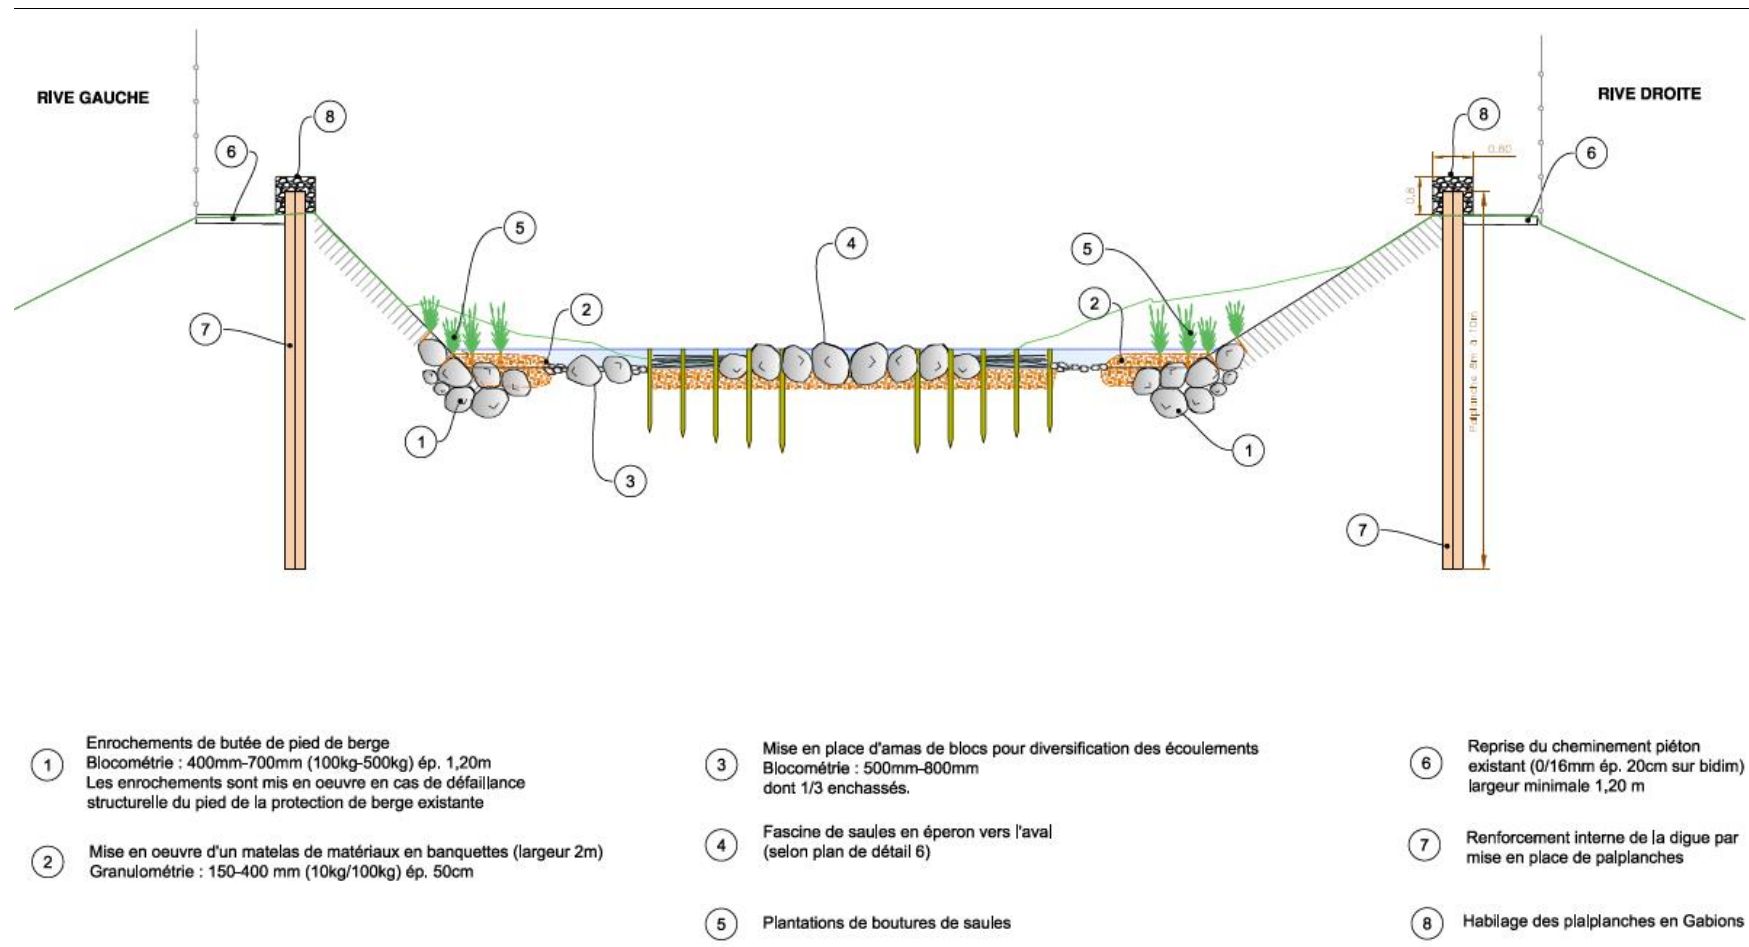 RIVE GAUCHE
RIVE DROITE
8
8
6
6
0.80
0,8
5
4
5
2
2
7
Palplanche 8m à 10m
1
1
3
7
1
Enrochements de butée de pied de berge
Blocométrie : 400mm-700mm (100kg-500kg) ép. 1,20m
Les enrochements sont mis en oeuvre en cas de défaillance
structurelle du pied de la protection de berge existante
2
Mise en oeuvre d'un matelas de matériaux en banquettes (largeur 2m)
Granulométrie : 150-400 mm (10kg/100kg) ép. 50cm
3
Mise en place d'amas de blocs pour diversification des écoulements
Blocométrie : 500mm-800mm
dont 1/3 enchassés.
4
Fascine de saules en éperon vers l'aval
(selon plan de détail 6)
5
Plantations de boutures de saules
6
Reprise du cheminement piéton
existant (0/16mm ép. 20cm sur bidim)
largeur minimale 1,20 m
7
Renforcement interne de la digue par
mise en place de palplanches
8
Habilage des plalplanches en Gabions